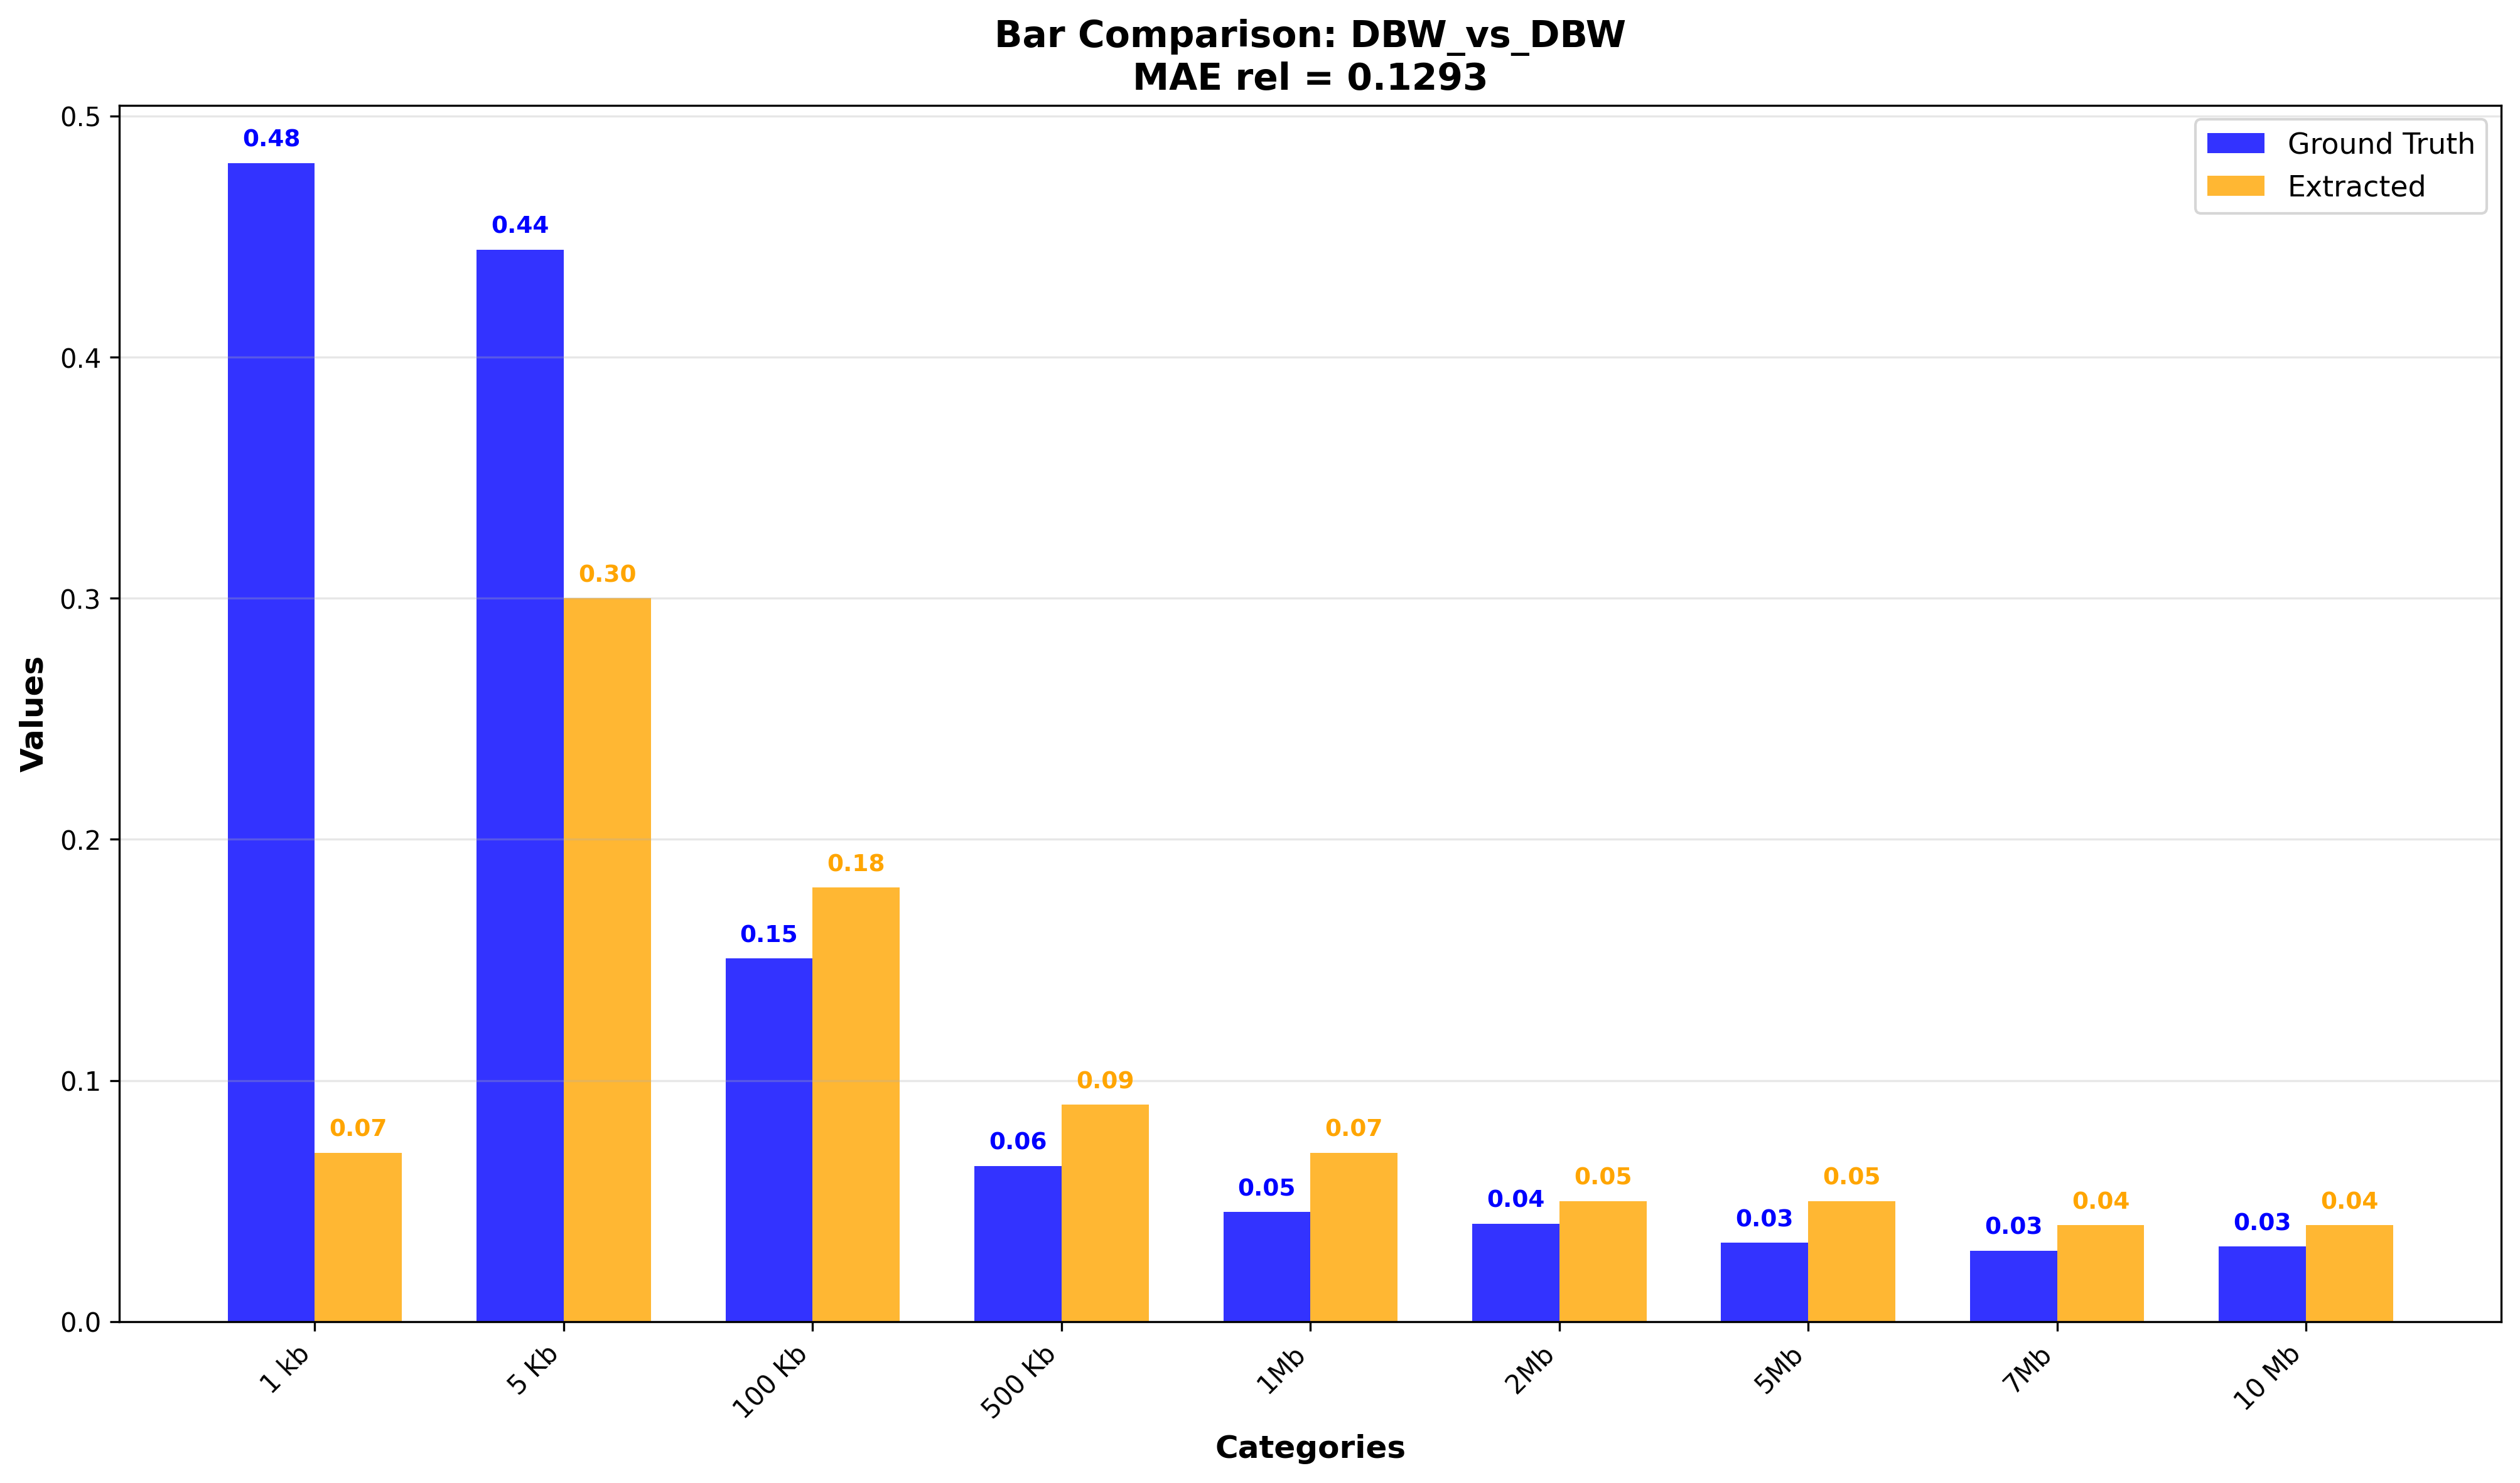 Bar Comparison: DBW_vs_DBW
MAE rel = 0.1293
Ground Truth
Extracted
Values
0.5
0.4
0.3
0.2
0.1
0.0
0.48
0.07
0.44
0.30
0.15
0.18
0.06
0.09
0.05
0.07
0.04
0.05
0.03
0.05
0.03
0.04
0.03
0.04
1 kb
5 Kb
100 Kb
500 Kb
1Mb
2Mb
5Mb
7Mb
10 Mb
Categories